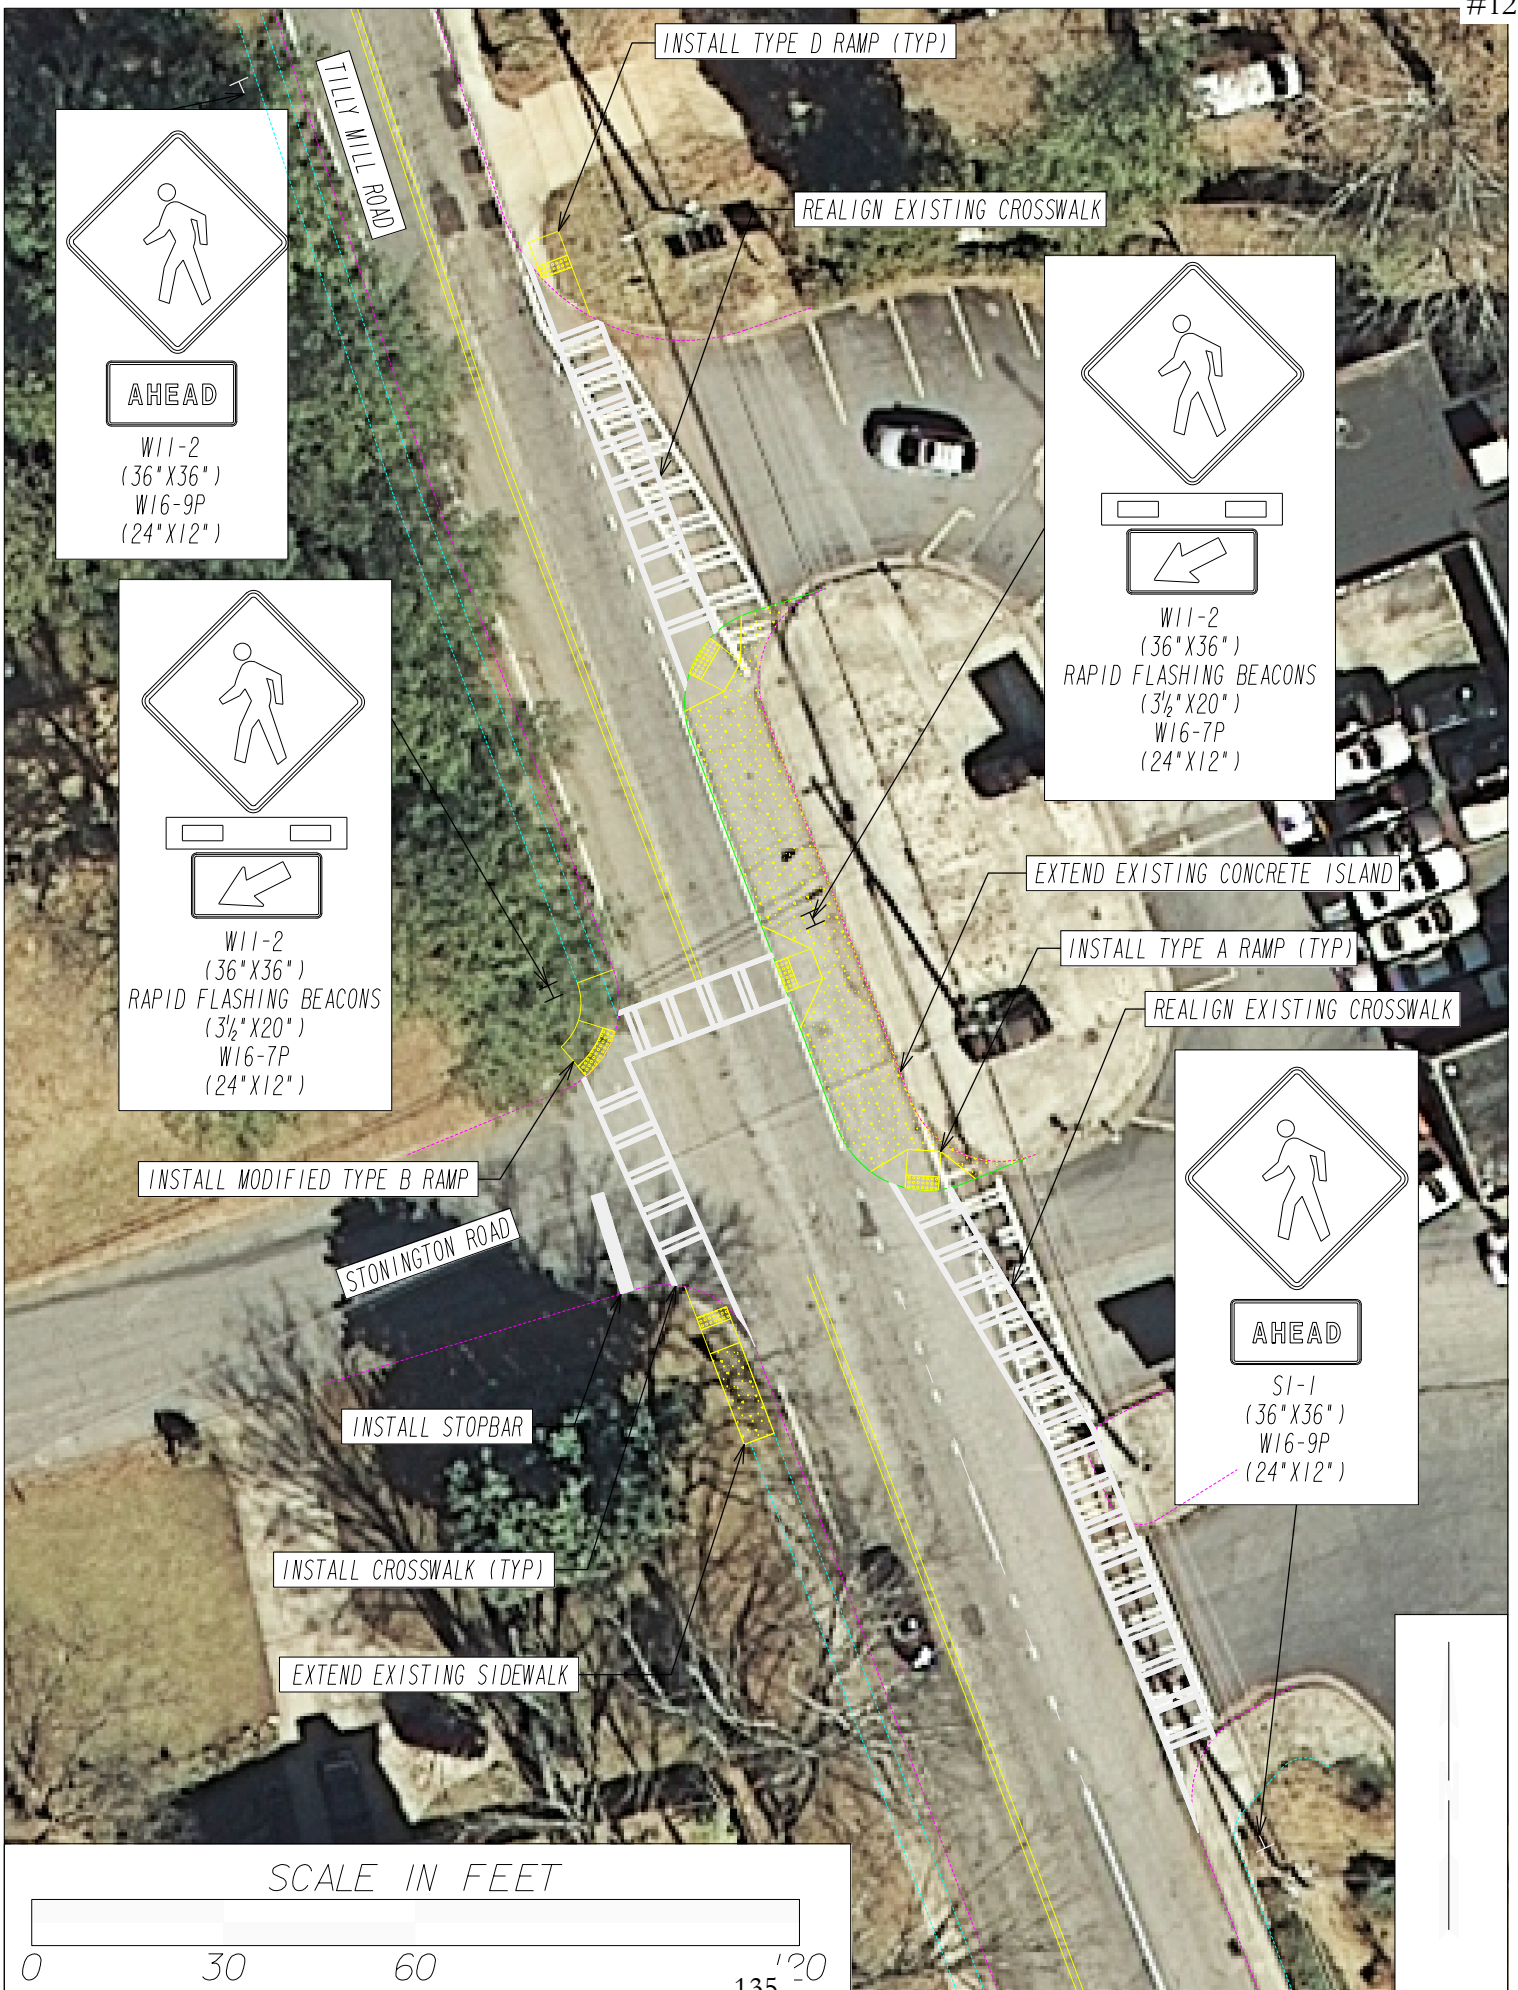 #12
INSTALL TYPE D RAMP (TYP)
TILLY MILL ROAD
REALIGN EXISTING CROSSWALK
AHEAD
W11-2
(36"X36")
W16-9P
(24"X12")
W11-2
(36"X36")
RAPID FLASHING BEACONS
(3½"X20")
W16-7P
(24"X12")
W11-2
(36"X36")
RAPID FLASHING BEACONS
(3½"X20")
W16-7P
(24"X12")
EXTEND EXISTING CONCRETE ISLAND
INSTALL TYPE A RAMP (TYP)
REALIGN EXISTING CROSSWALK
INSTALL MODIFIED TYPE B RAMP
STONINGTON ROAD
AHEAD
S1-1
(36"X36")
W16-9P
(24"X12")
INSTALL STOPBAR
INSTALL CROSSWALK (TYP)
EXTEND EXISTING SIDEWALK
SCALE IN FEET
0 30 60 120
135